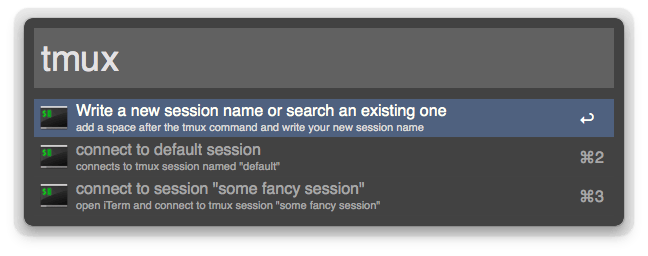 tmux
Write a new session name or search an existing one
add a space after the tmux command and write your new session name
↩
connect to default session
connects to tmux session named "default"
⌘2
connect to session "some fancy session"
open iTerm and connect to tmux session "some fancy session"
⌘3